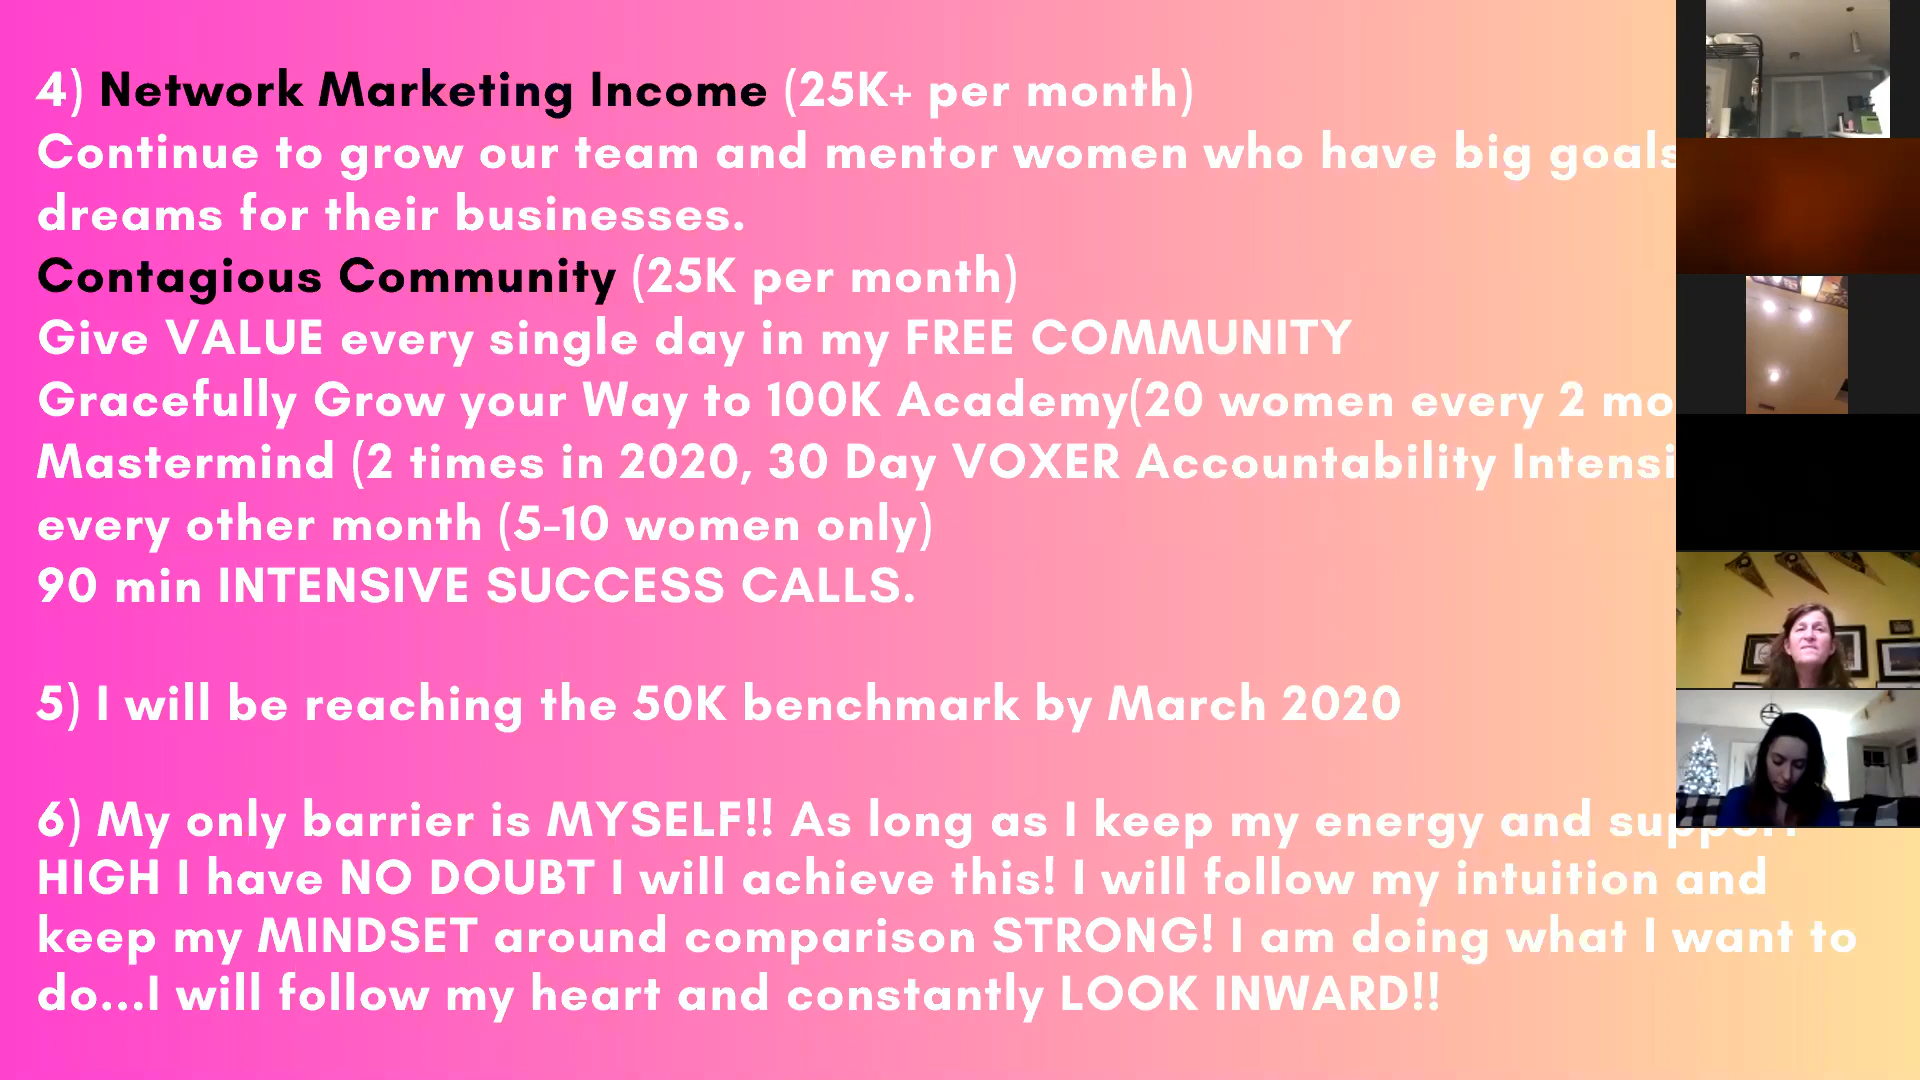 4) Network Marketing Income (25K+ per month)
Continue to grow our team and mentor women who have big goals
dreams for their businesses.
Contagious Community (25K per month)
Give VALUE every single day in my FREE COMMUNITY
Gracefully Grow your Way to 100K Academy(20 women every 2 mo
Mastermind (2 times in 2020, 30 Day VOXER Accountability Intensi
every other month (5-10 women only)
90 min INTENSIVE SUCCESS CALLS.
5) I will be reaching the 50K benchmark by March 2020
6) My only barrier is MYSELF!! As long as I keep my energy and support
HIGH I have NO DOUBT I will achieve this! I will follow my intuition and
keep my MINDSET around comparison STRONG! I am doing what I want to
do...I will follow my heart and constantly LOOK INWARD!!